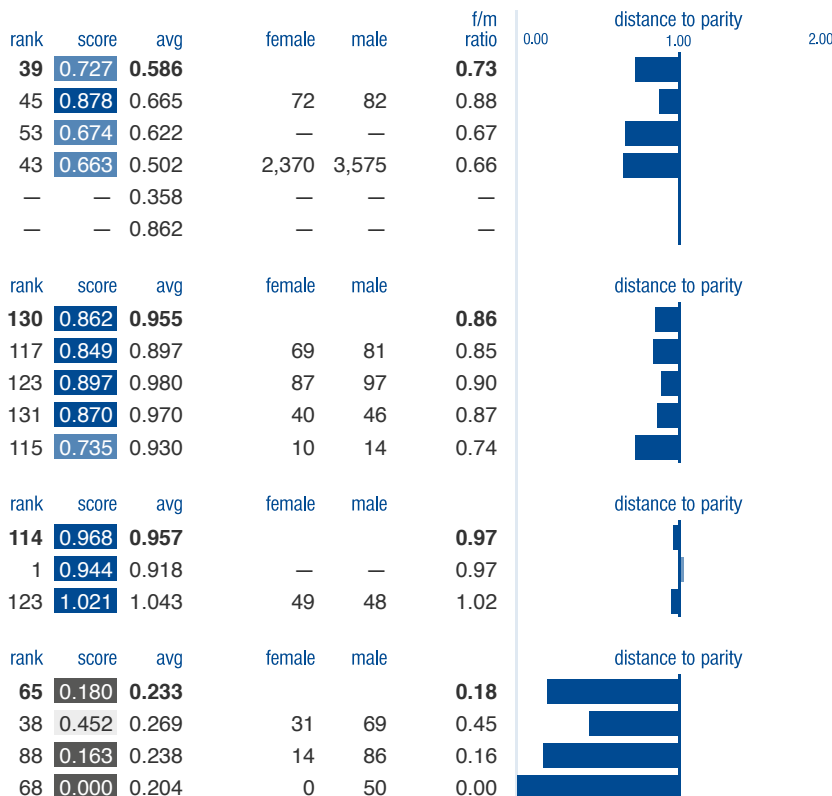 f/m distance to parity
rank score avg female male ratio 0.00 1.00 2.00
39 0.727 0.586 0.73
45 0.878 0.665 72 82 0.88
53 0.674 0.622 — — 0.67
43 0.663 0.502 2,370 3,575 0.66
— — 0.358 — — —
— — 0.862 — — —
rank score avg female male distance to parity
130 0.862 0.955 0.86
117 0.849 0.897 69 81 0.85
123 0.897 0.980 87 97 0.90
131 0.870 0.970 40 46 0.87
115 0.735 0.930 10 14 0.74
rank score avg female male distance to parity
114 0.968 0.957 0.97
1 0.944 0.918 — — 0.97
123 1.021 1.043 49 48 1.02
rank score avg female male distance to parity
65 0.180 0.233 0.18
38 0.452 0.269 31 69 0.45
88 0.163 0.238 14 86 0.16
68 0.000 0.204 0 50 0.00